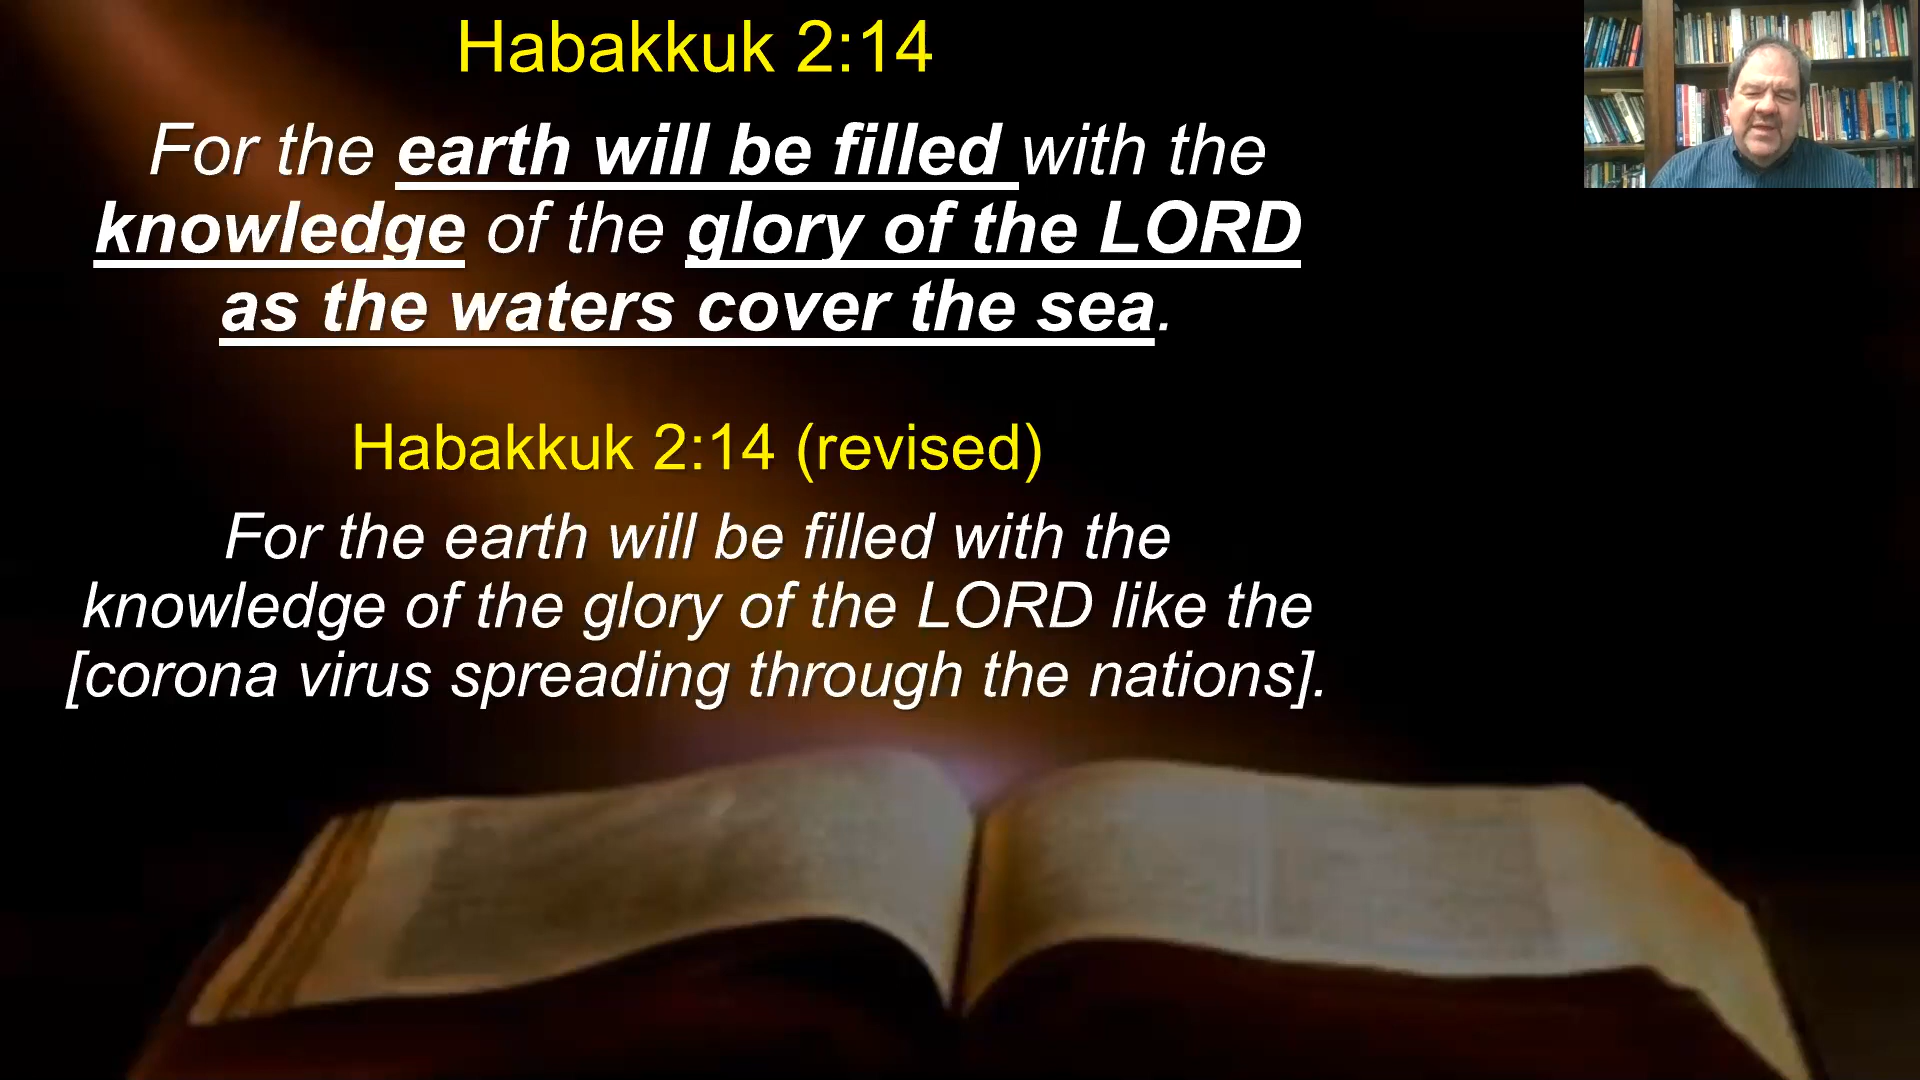 Habakkuk 2:14
For the earth will be filled with the
knowledge of the glory of the LORD
as the waters cover the sea.
Habakkuk 2:14 (revised)
For the earth will be filled with the
knowledge of the glory of the LORD like the
[corona virus spreading through the nations].